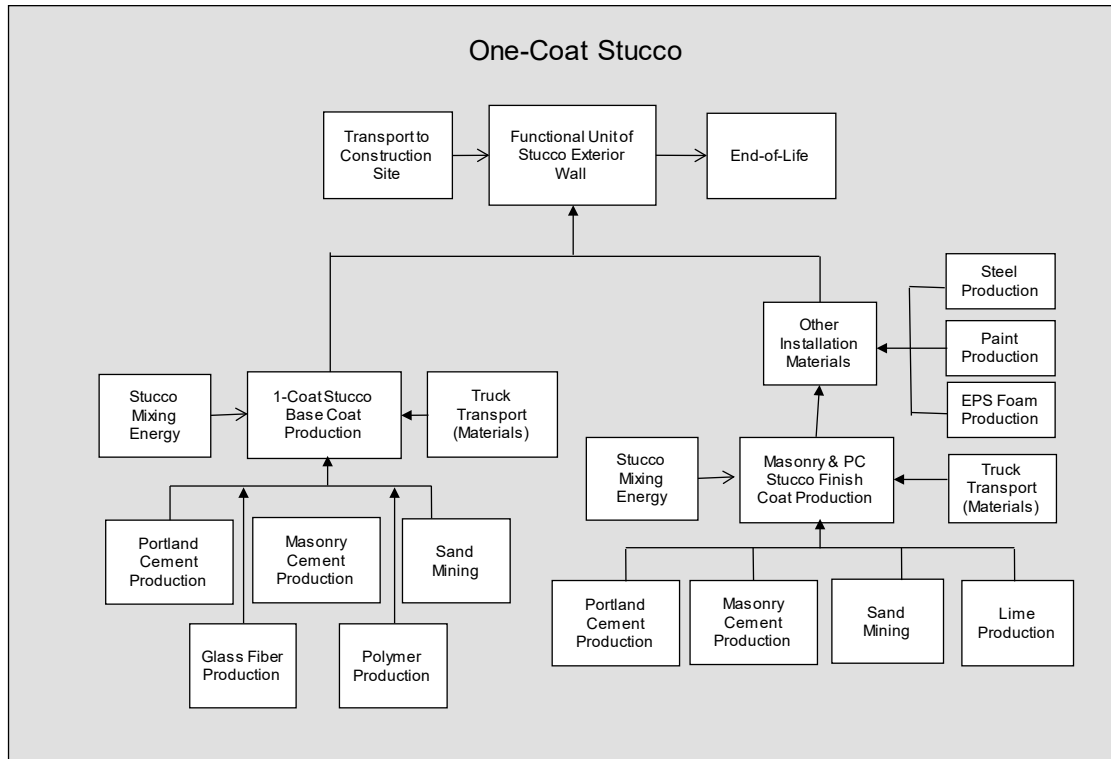 One-Coat Stucco
Transport to
Construction
Site
Functional Unit of
Stucco Exterior
Wall
End-of-Life
Steel
Production
Other
Installation
Materials
Paint
Production
EPS Foam
Production
Stucco
Mixing
Energy
1-Coat Stucco
Base Coat
Production
Truck
Transport
(Materials)
Stucco
Mixing
Energy
Masonry & PC
Stucco Finish
Coat Production
Truck
Transport
(Materials)
Portland
Cement
Production
Masonry
Cement
Production
Sand
Mining
Glass Fiber
Production
Polymer
Production
Portland
Cement
Production
Masonry
Cement
Production
Sand
Mining
Lime
Production